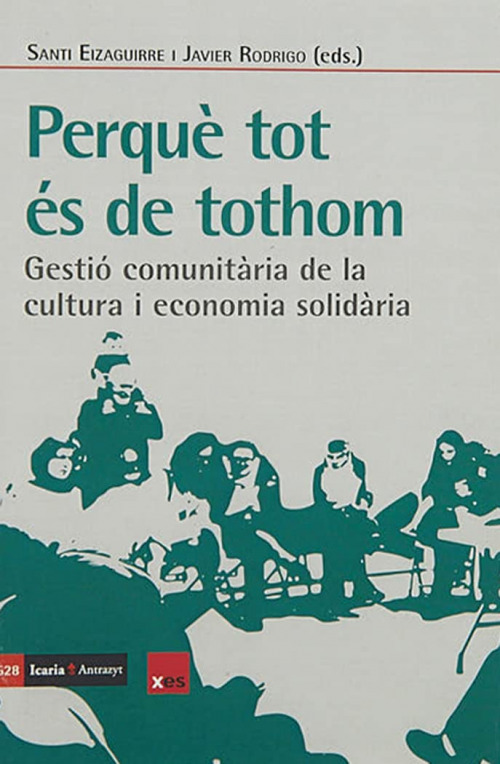 Santi Eizaguirre i Javier Rodrigo (eds.)
Perquè tot
és de tothom
Gestió comunitària de la
cultura i economia solidària
528 Icaria Antrazyt
xes